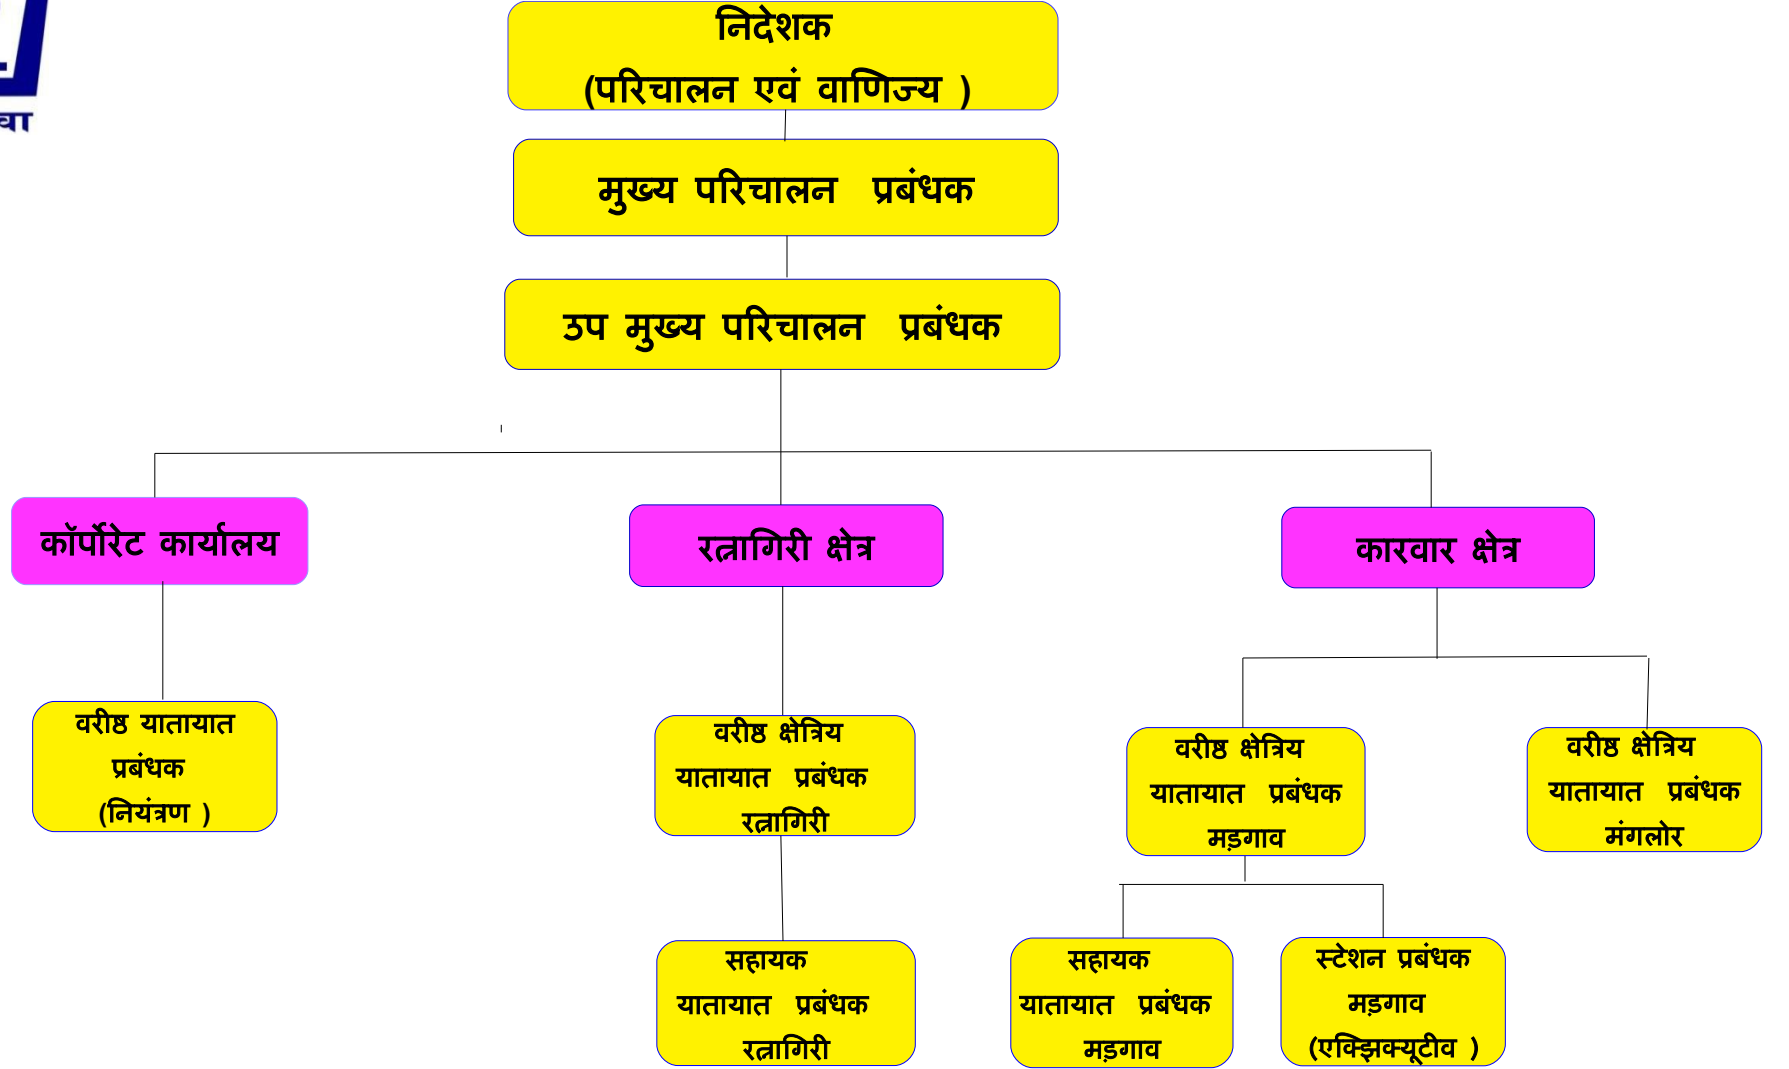 निदेशक
(परिचालन एवं वाणिज्य )
मुख्य परिचालन प्रबंधक
उप मुख्य परिचालन प्रबंधक
कॉर्पोरेट कार्यालय
रत्नागिरी क्षेत्र
कारवार क्षेत्र
वरीष्ठ यातायात
प्रबंधक
(नियंत्रण )
वरीष्ठ क्षेत्रिय
यातायात प्रबंधक
रत्नागिरी
वरीष्ठ क्षेत्रिय
यातायात प्रबंधक
मड़गाव
वरीष्ठ क्षेत्रिय
यातायात प्रबंधक
मंगलोर
सहायक
यातायात प्रबंधक
रत्नागिरी
सहायक
यातायात प्रबंधक
मड़गाव
स्टेशन प्रबंधक
मड़गाव
(एक्झिक्यूटीव )